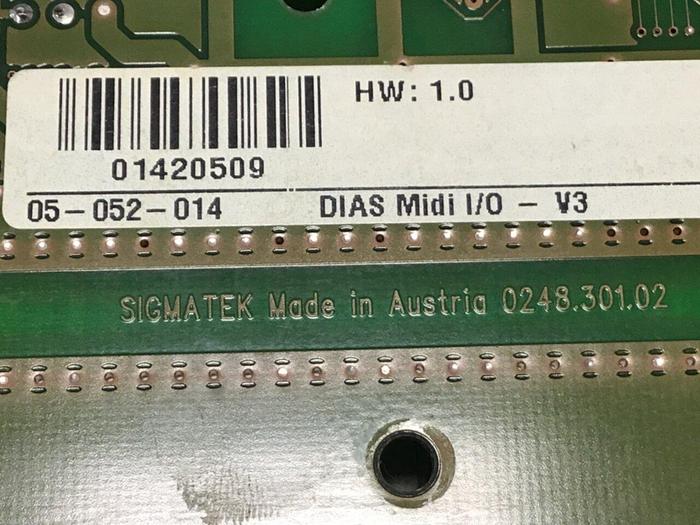 HW: 1.0
01420509
05-052-014 DIAS Midi I/O - V3
SIGMATEK Made in Austria 0248.301.02